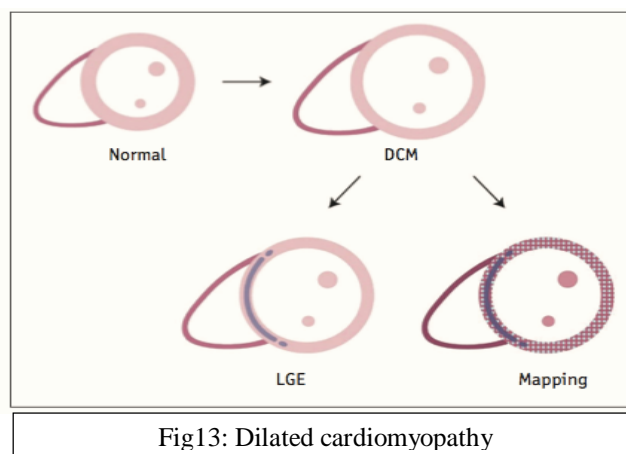 Normal
DCM
LGE
Mapping
Fig13: Dilated cardiomyopathy